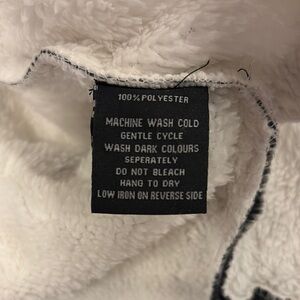 100% POLYESTER
MACHINE WASH COLD
GENTLE CYCLE
WASH DARK COLOURS
SEPERATELY
DO NOT BLEACH
HANG TO DRY
LOW IRON ON REVERSE SIDE